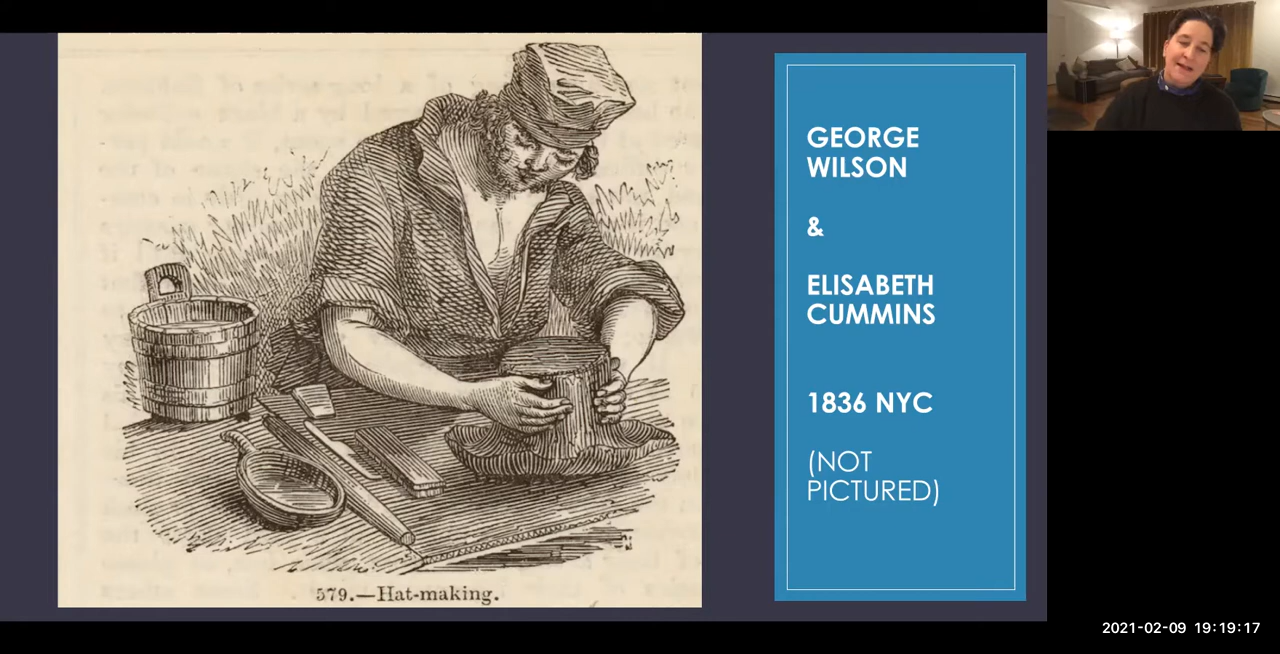 GEORGE
WILSON
&
ELISABETH
CUMMINS
1836 NYC
(NOT
PICTURED)
579.—Hat-making.
2021-02-09 19:19:17